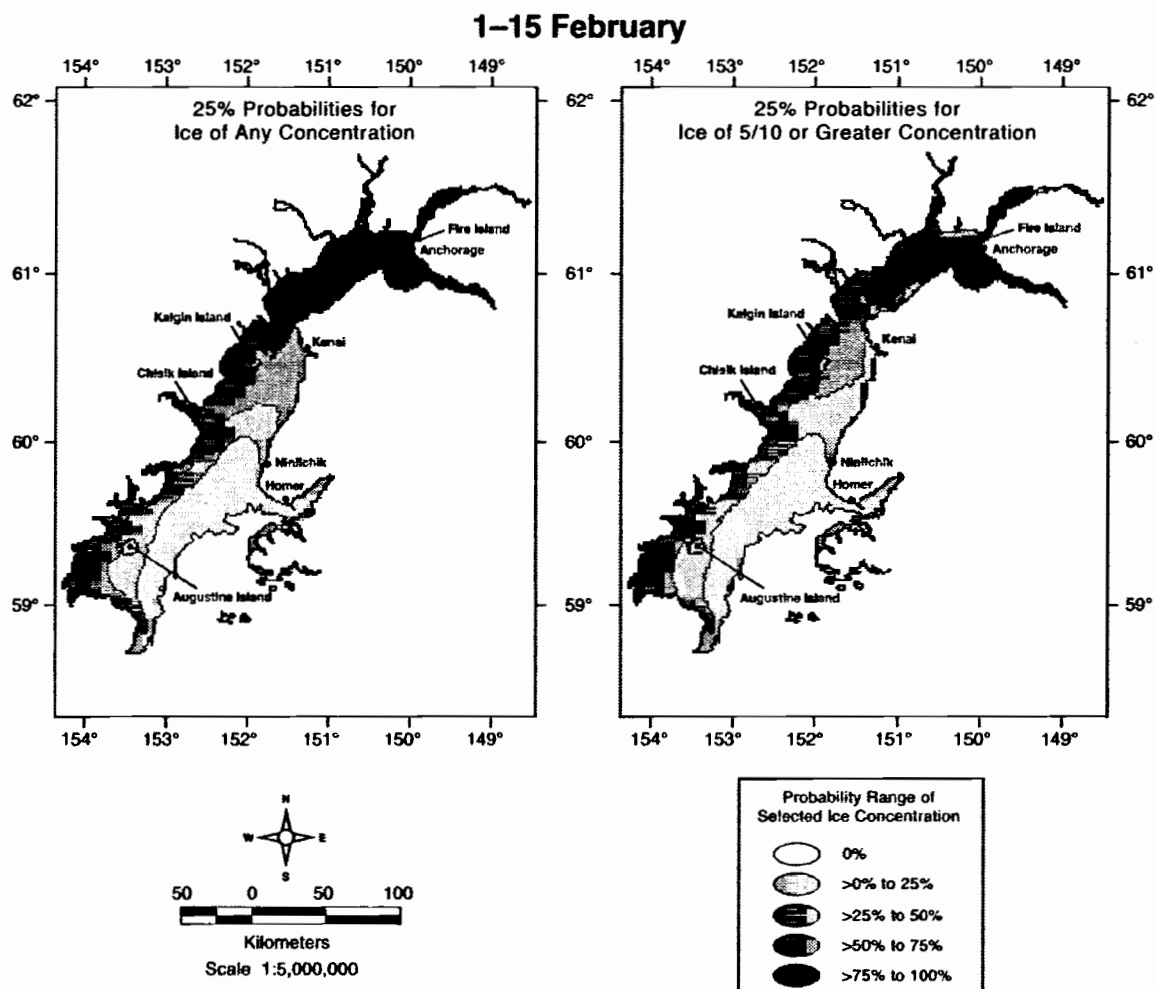 1–15 February
154° 153° 152° 151° 150° 149°
62°
61°
60°
59°
25% Probabilities for
Ice of Any Concentration
Fire Island
Anchorage
Kalgin Island
Kenai
Chisik Island
Ninilchik
Homer
Augustine Island
154° 153° 152° 151° 150° 149°
154° 153° 152° 151° 150° 149°
25% Probabilities for
Ice of 5/10 or Greater Concentration
Fire Island
Anchorage
Kalgin Island
Kenai
Chisik Island
Ninilchik
Homer
Augustine Island
62°
61°
60°
59°
154° 153° 152° 151° 150° 149°
N
W E
S
50 0 50 100
Kilometers
Scale 1:5,000,000
Probability Range of
Selected Ice Concentration
0%
>0% to 25%
>25% to 50%
>50% to 75%
>75% to 100%